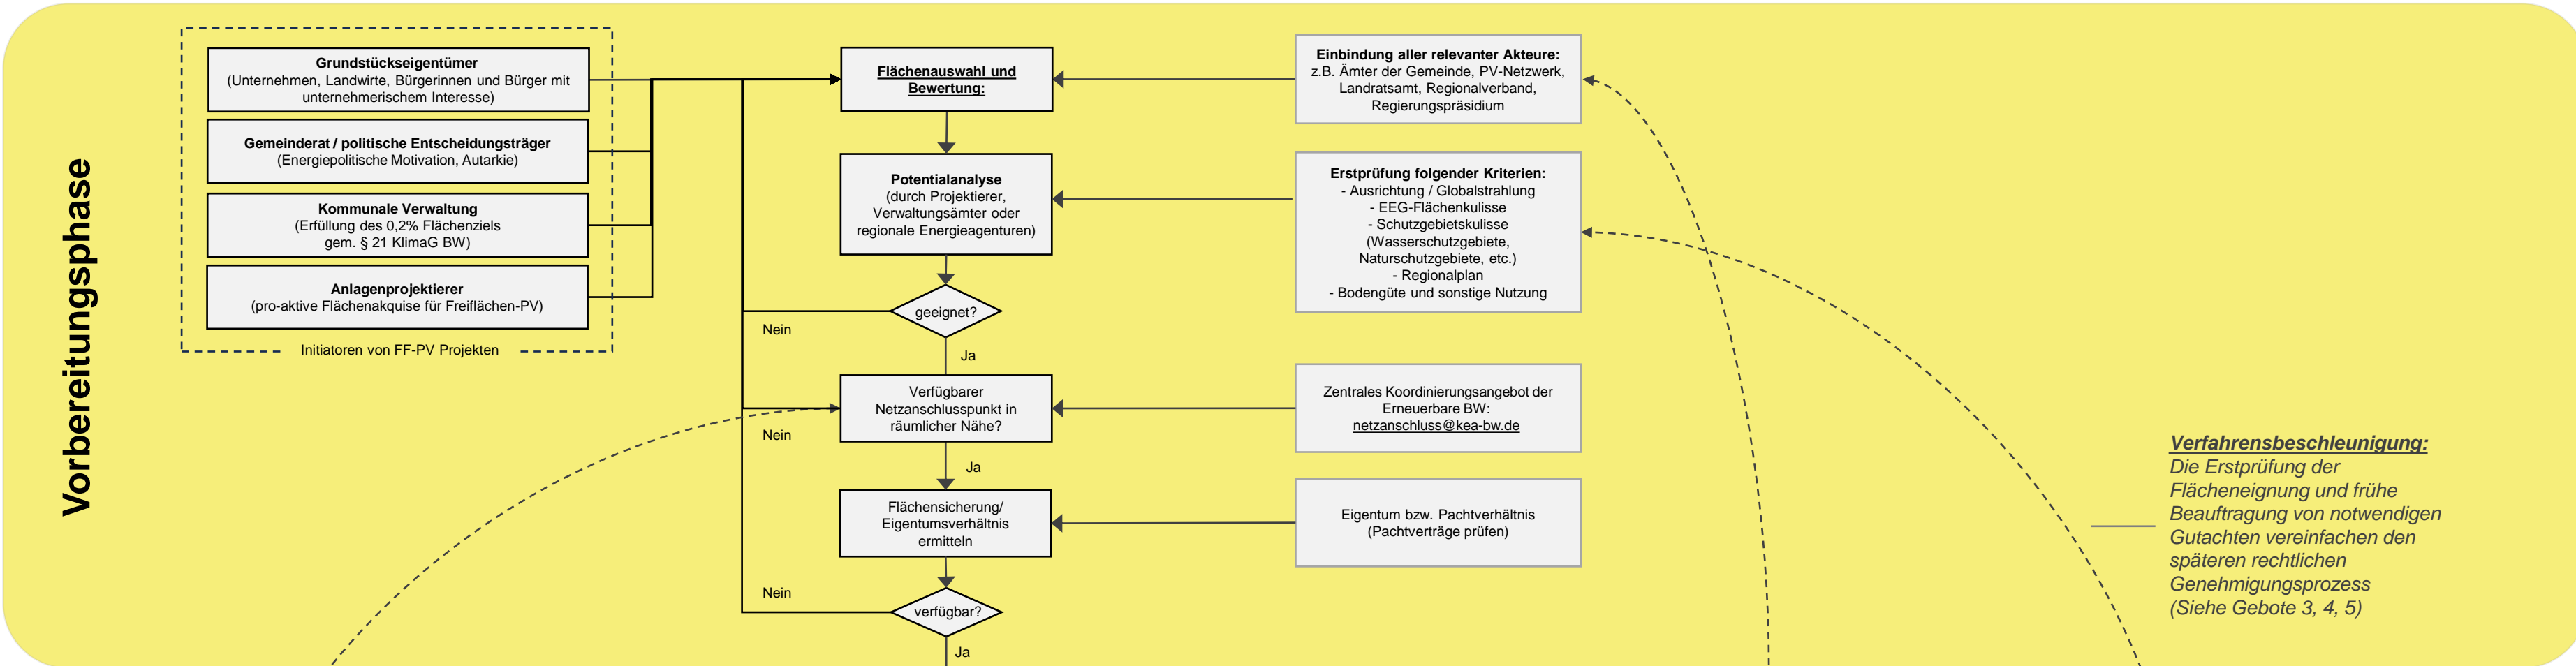 Vorbereitungsphase
Grundstückseigentümer
(Unternehmen, Landwirte, Bürgerinnen und Bürger mit
unternehmerischem Interesse)
Gemeinderat / politische Entscheidungsträger
(Energiepolitische Motivation, Autarkie)
Kommunale Verwaltung
(Erfüllung des 0,2% Flächenziels
gem. § 21 KlimaG BW)
Anlagenprojektierer
(pro-aktive Flächenakquise für Freiflächen-PV)
Initiatoren von FF-PV Projekten
Flächenauswahl und
Bewertung:
Potentialanalyse
(durch Projektierer,
Verwaltungsämter oder
regionale Energieagenturen)
geeignet?
Nein
Ja
Verfügbarer
Netzanschlusspunkt in
räumlicher Nähe?
Nein
Ja
Flächensicherung/
Eigentumsverhältnis
ermitteln
Nein
verfügbar?
Ja
Einbindung aller relevanter Akteure:
z.B. Ämter der Gemeinde, PV-Netzwerk,
Landratsamt, Regionalverband,
Regierungspräsidium
Erstprüfung folgender Kriterien:
- Ausrichtung / Globalstrahlung
- EEG-Flächenkulisse
- Schutzgebietskulisse
(Wasserschutzgebiete,
Naturschutzgebiete, etc.)
- Regionalplan
- Bodengüte und sonstige Nutzung
Zentrales Koordinierungsangebot der
Erneuerbare BW:
netzanschluss@kea-bw.de
Eigentum bzw. Pachtverhältnis
(Pachtverträge prüfen)
Verfahrensbeschleunigung:
Die Erstprüfung der
Flächeneignung und frühe
Beauftragung von notwendigen
Gutachten vereinfachen den
späteren rechtlichen
Genehmigungsprozess
(Siehe Gebote 3, 4, 5)